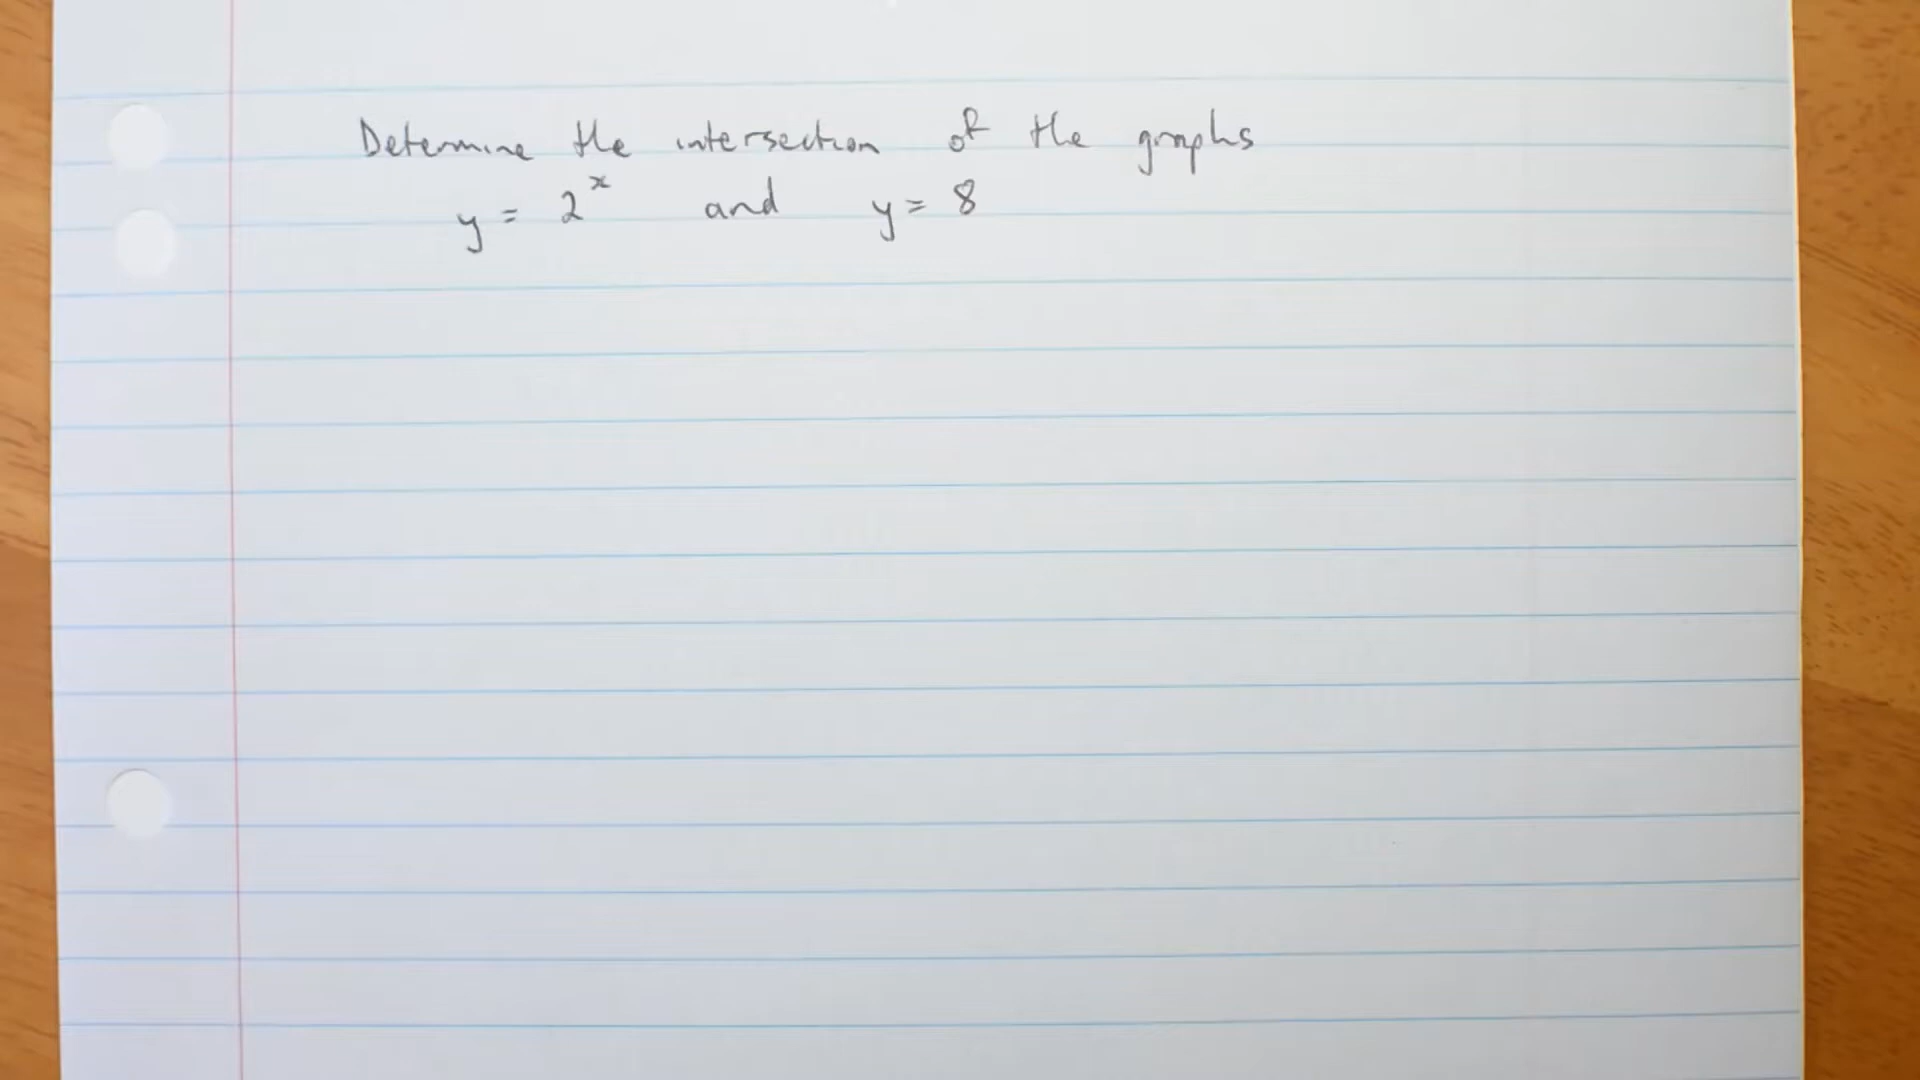 Determine the intersection of the graphs
y = 2^x and y = 8